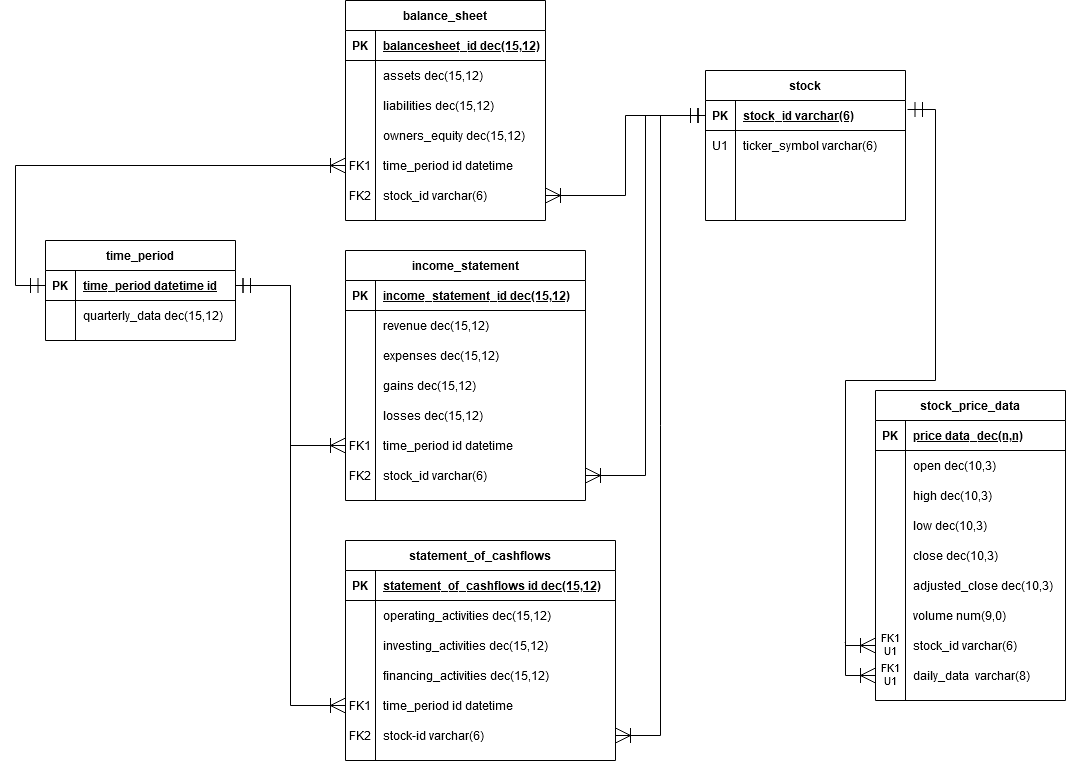 balance_sheet
PK balancesheet_id dec(15,12)
assets dec(15,12)
liabilities dec(15,12)
owners_equity dec(15,12)
FK1 time_period id datetime
FK2 stock_id varchar(6)
stock
PK stock_id varchar(6)
U1 ticker_symbol varchar(6)
time_period
PK time_period datetime id
quarterly_data dec(15,12)
income_statement
PK income_statement_id dec(15,12)
revenue dec(15,12)
expenses dec(15,12)
gains dec(15,12)
losses dec(15,12)
FK1 time_period id datetime
FK2 stock_id varchar(6)
statement_of_cashflows
PK statement_of_cashflows id dec(15,12)
operating_activities dec(15,12)
investing_activities dec(15,12)
financing_activities dec(15,12)
FK1 time_period id datetime
FK2 stock-id varchar(6)
stock_price_data
PK price data_dec(n,n)
open dec(10,3)
high dec(10,3)
low dec(10,3)
close dec(10,3)
adjusted_close dec(10,3)
volume num(9,0)
FK1 U1 stock_id varchar(6)
FK1 U1 daily_data varchar(8)